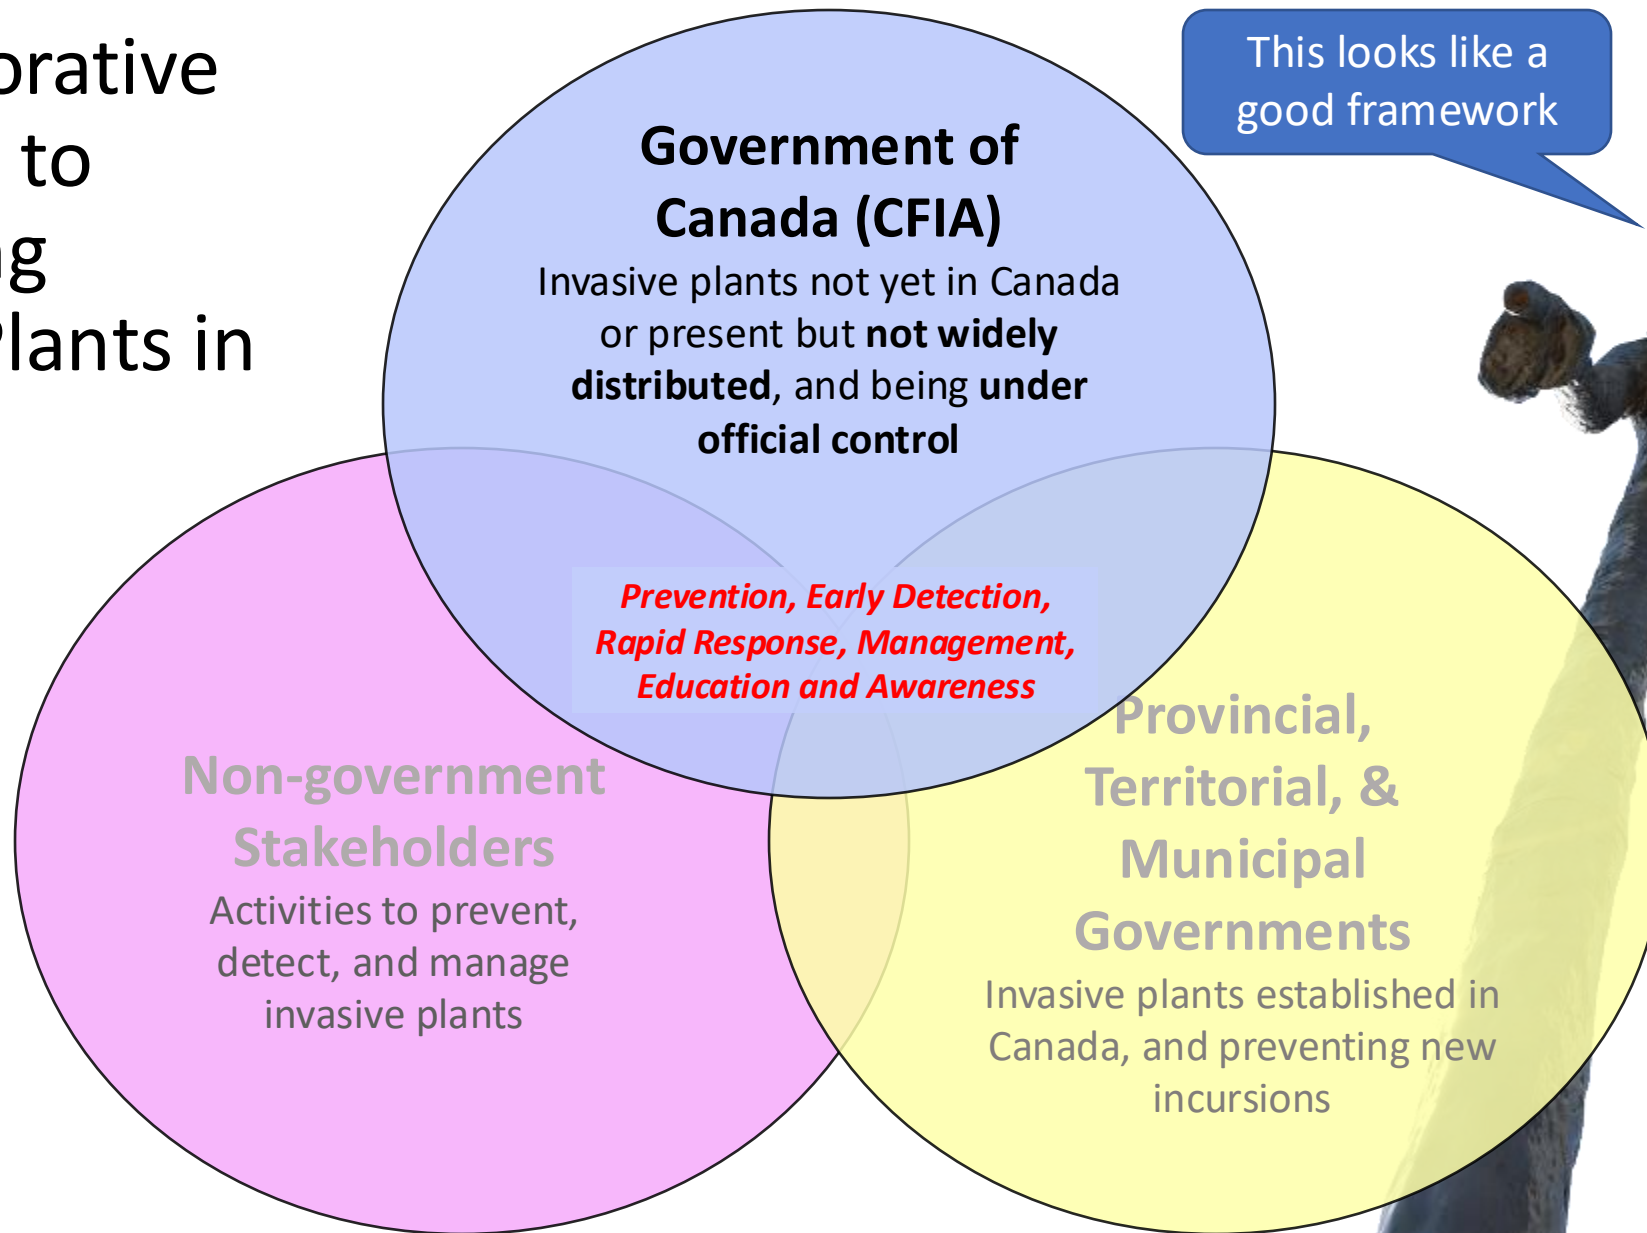 orative
to
g
Plants in
This looks like a
good framework
Government of
Canada (CFIA)
Invasive plants not yet in Canada
or present but not widely
distributed, and being under
official control
Prevention, Early Detection,
Rapid Response, Management,
Education and Awareness
Non-government
Stakeholders
Activities to prevent,
detect, and manage
invasive plants
Provincial,
Territorial, &
Municipal
Governments
Invasive plants established in
Canada, and preventing new
incursions